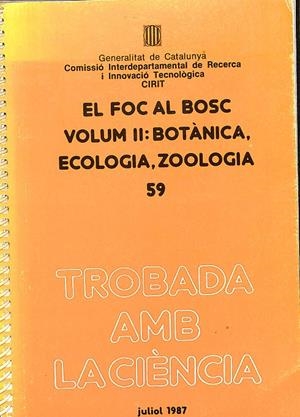 Generalitat de Catalunya
Comissió Interdepartamental de Recerca
i Innovació Tecnològica
CIRIT
EL FOC AL BOSC
VOLUM II: BOTÀNICA,
ECOLOGIA, ZOOLOGIA
59
TROBADA
AMB
LA CIÈNCIA
juliol 1987